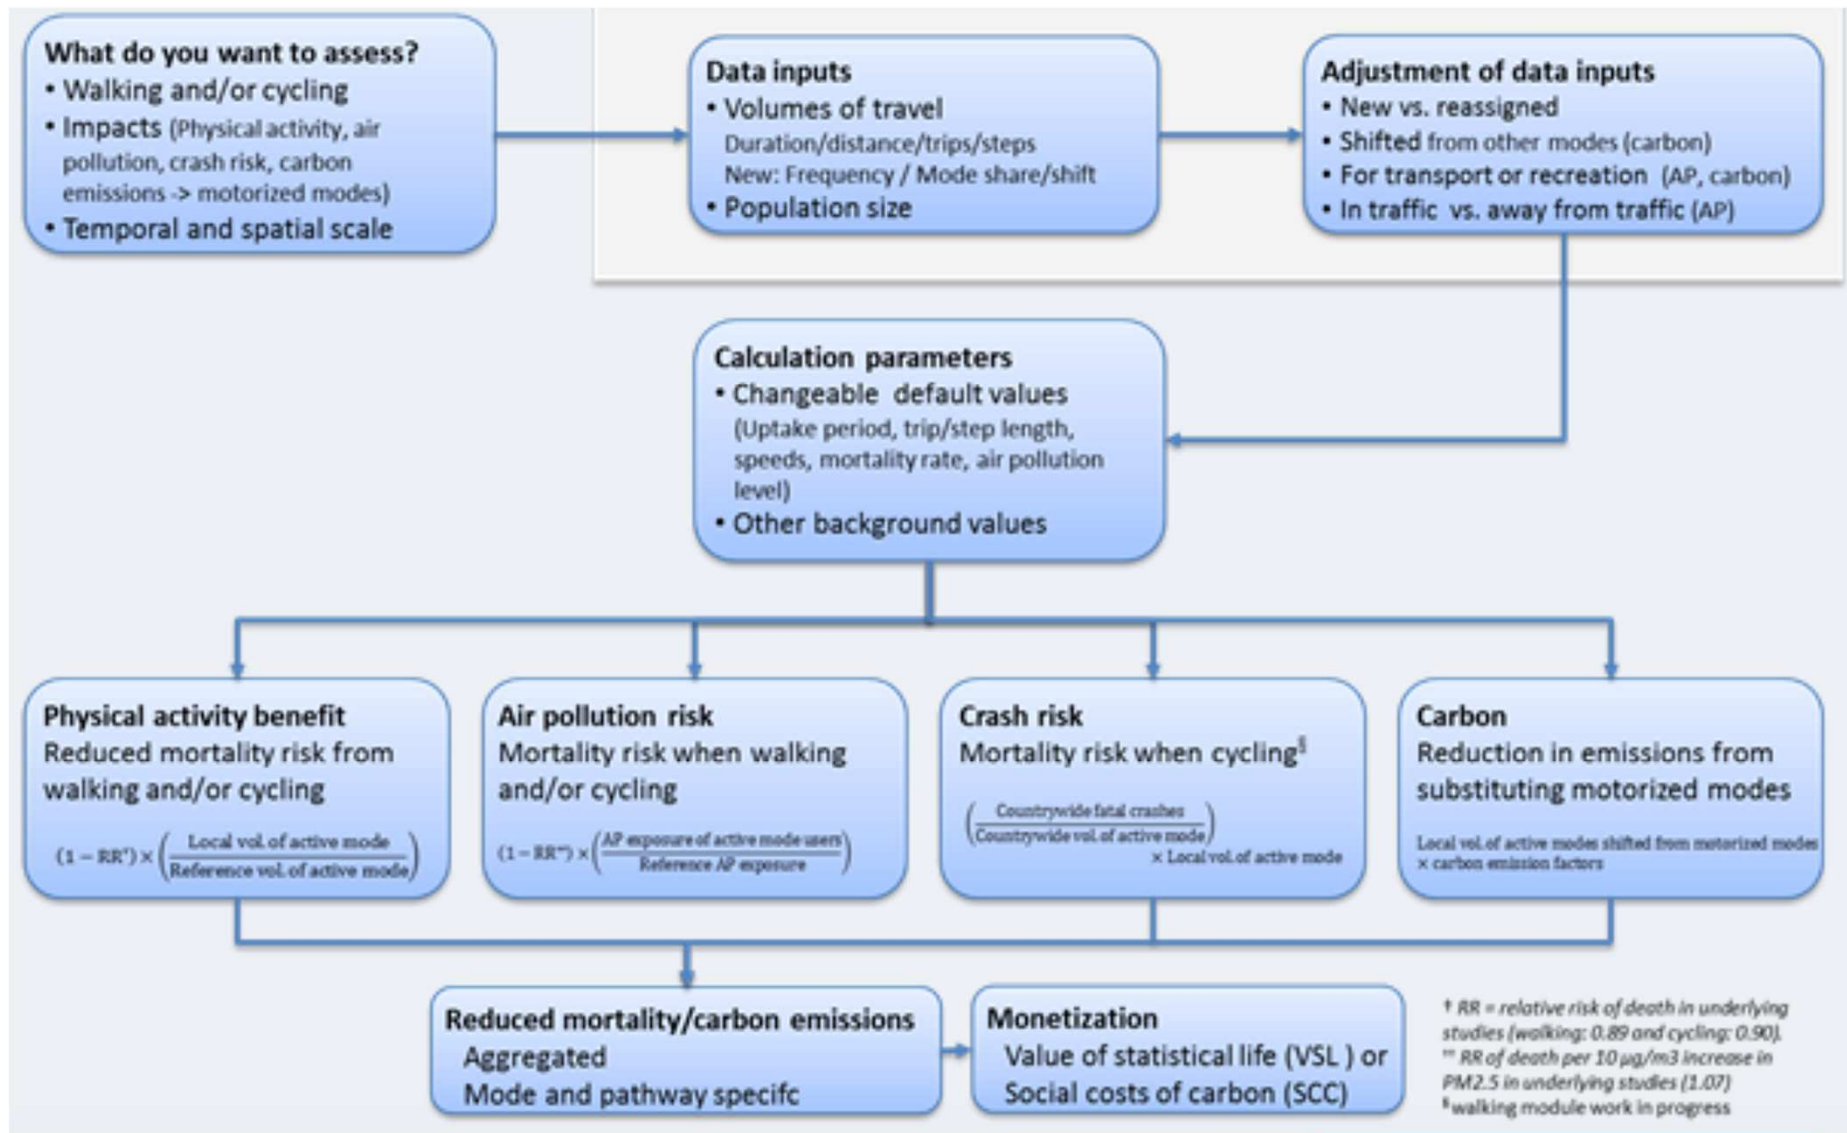 What do you want to assess?
• Walking and/or cycling
• Impacts (Physical activity, air
pollution, crash risk, carbon
emissions -> motorized modes)
• Temporal and spatial scale
Data inputs
• Volumes of travel
Duration/distance/trips/steps
New: Frequency / Mode share/shift
• Population size
Adjustment of data inputs
• New vs. reassigned
• Shifted from other modes (carbon)
• For transport or recreation (AP, carbon)
• In traffic vs. away from traffic (AP)
Calculation parameters
• Changeable default values
(Uptake period, trip/step length,
speeds, mortality rate, air pollution
level)
• Other background values
Physical activity benefit
Reduced mortality risk from
walking and/or cycling
(1 − RR*) × (Local vol. of active mode
Reference vol. of active mode)
Air pollution risk
Mortality risk when walking
and/or cycling
(1 − RR**) × (AP exposure of active mode users
Reference AP exposure)
Crash risk
Mortality risk when cycling§
(Countrywide fatal crashes
Countrywide vol. of active mode)
× Local vol. of active mode
Carbon
Reduction in emissions from
substituting motorized modes
Local vol. of active modes shifted from motorized modes
× carbon emission factors
Reduced mortality/carbon emissions
Aggregated
Mode and pathway specifc
Monetization
Value of statistical life (VSL ) or
Social costs of carbon (SCC)
† RR = relative risk of death in underlying
studies (walking: 0.89 and cycling: 0.90).
RR of death per 10 µg/m3 increase in
PM2.5 in underlying studies (1.07)
§ walking module work in progress